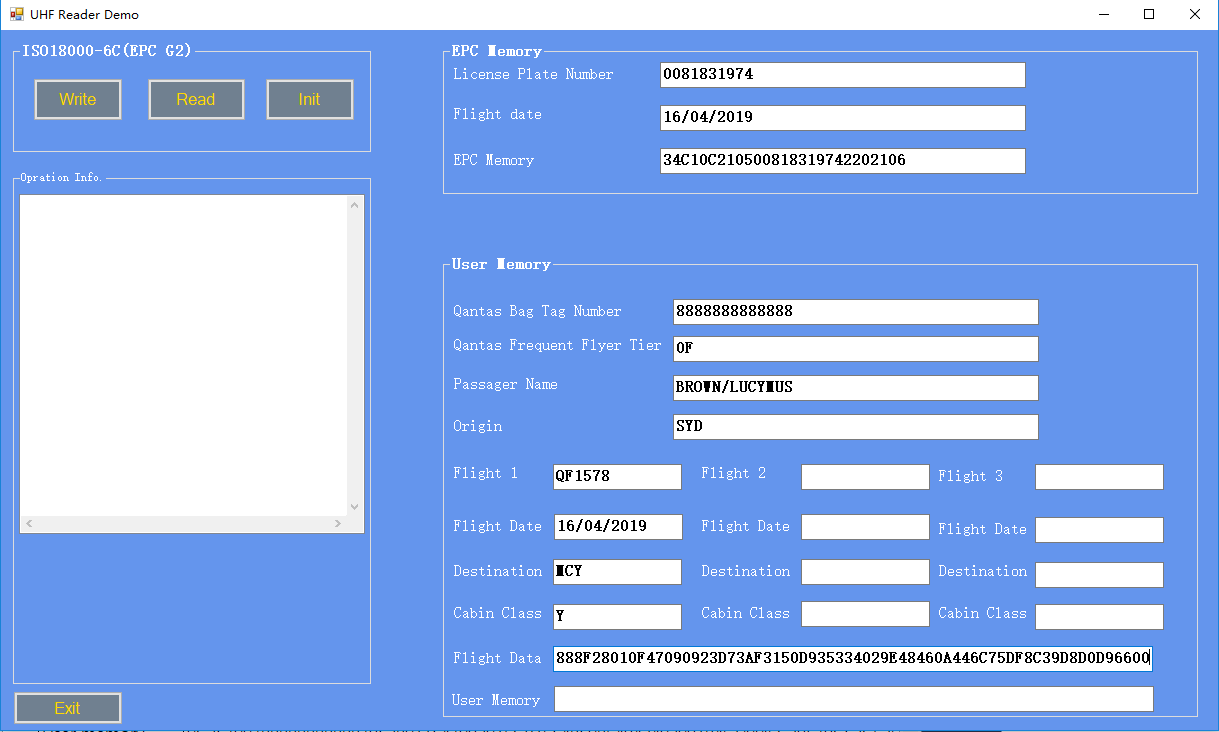 UHF Reader Demo
ISO18000-6C(EPC G2)
Write
Read
Init
Opration Info.
Exit
EPC Memory
License Plate Number
0081831974
Flight date
16/04/2019
EPC Memory
34C10C210500818319742202106
User Memory
Qantas Bag Tag Number
8888888888888
Qantas Frequent Flyer Tier
OF
Passager Name
BROWN/LUCYMUS
Origin
SYD
Flight 1
QF1578
Flight 2
Flight 3
Flight Date
16/04/2019
Flight Date
Flight Date
Destination
MCY
Destination
Destination
Cabin Class
Y
Cabin Class
Cabin Class
Flight Data
888F28010F47090923D73AF3150D935334029E48460A446C75DF8C39D8D0D96600
User Memory